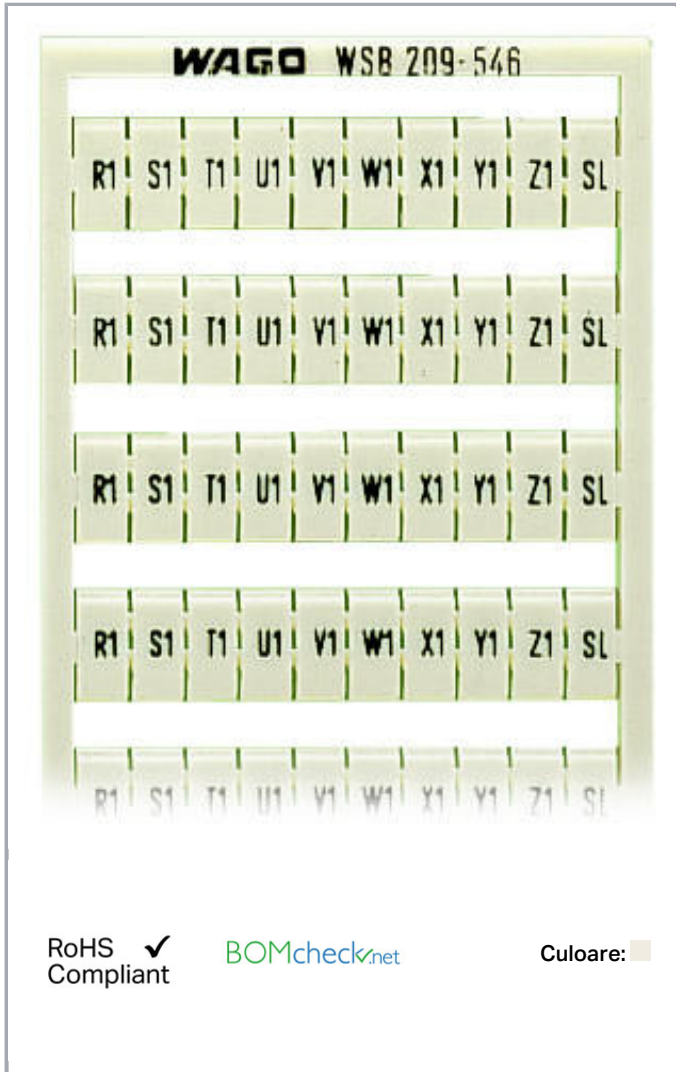 WAGO WSB 209-546
R1 S1 T1 U1 V1 W1 X1 Y1 Z1 SL
R1 S1 T1 U1 V1 W1 X1 Y1 Z1 SL
R1 S1 T1 U1 V1 W1 X1 Y1 Z1 SL
R1 S1 T1 U1 V1 W1 X1 Y1 Z1 SL
R1 S1 T1 U1 V1 W1 X1 Y1 Z1 SL
RoHS ✓
Compliant
BOMcheck.net
Culoare: